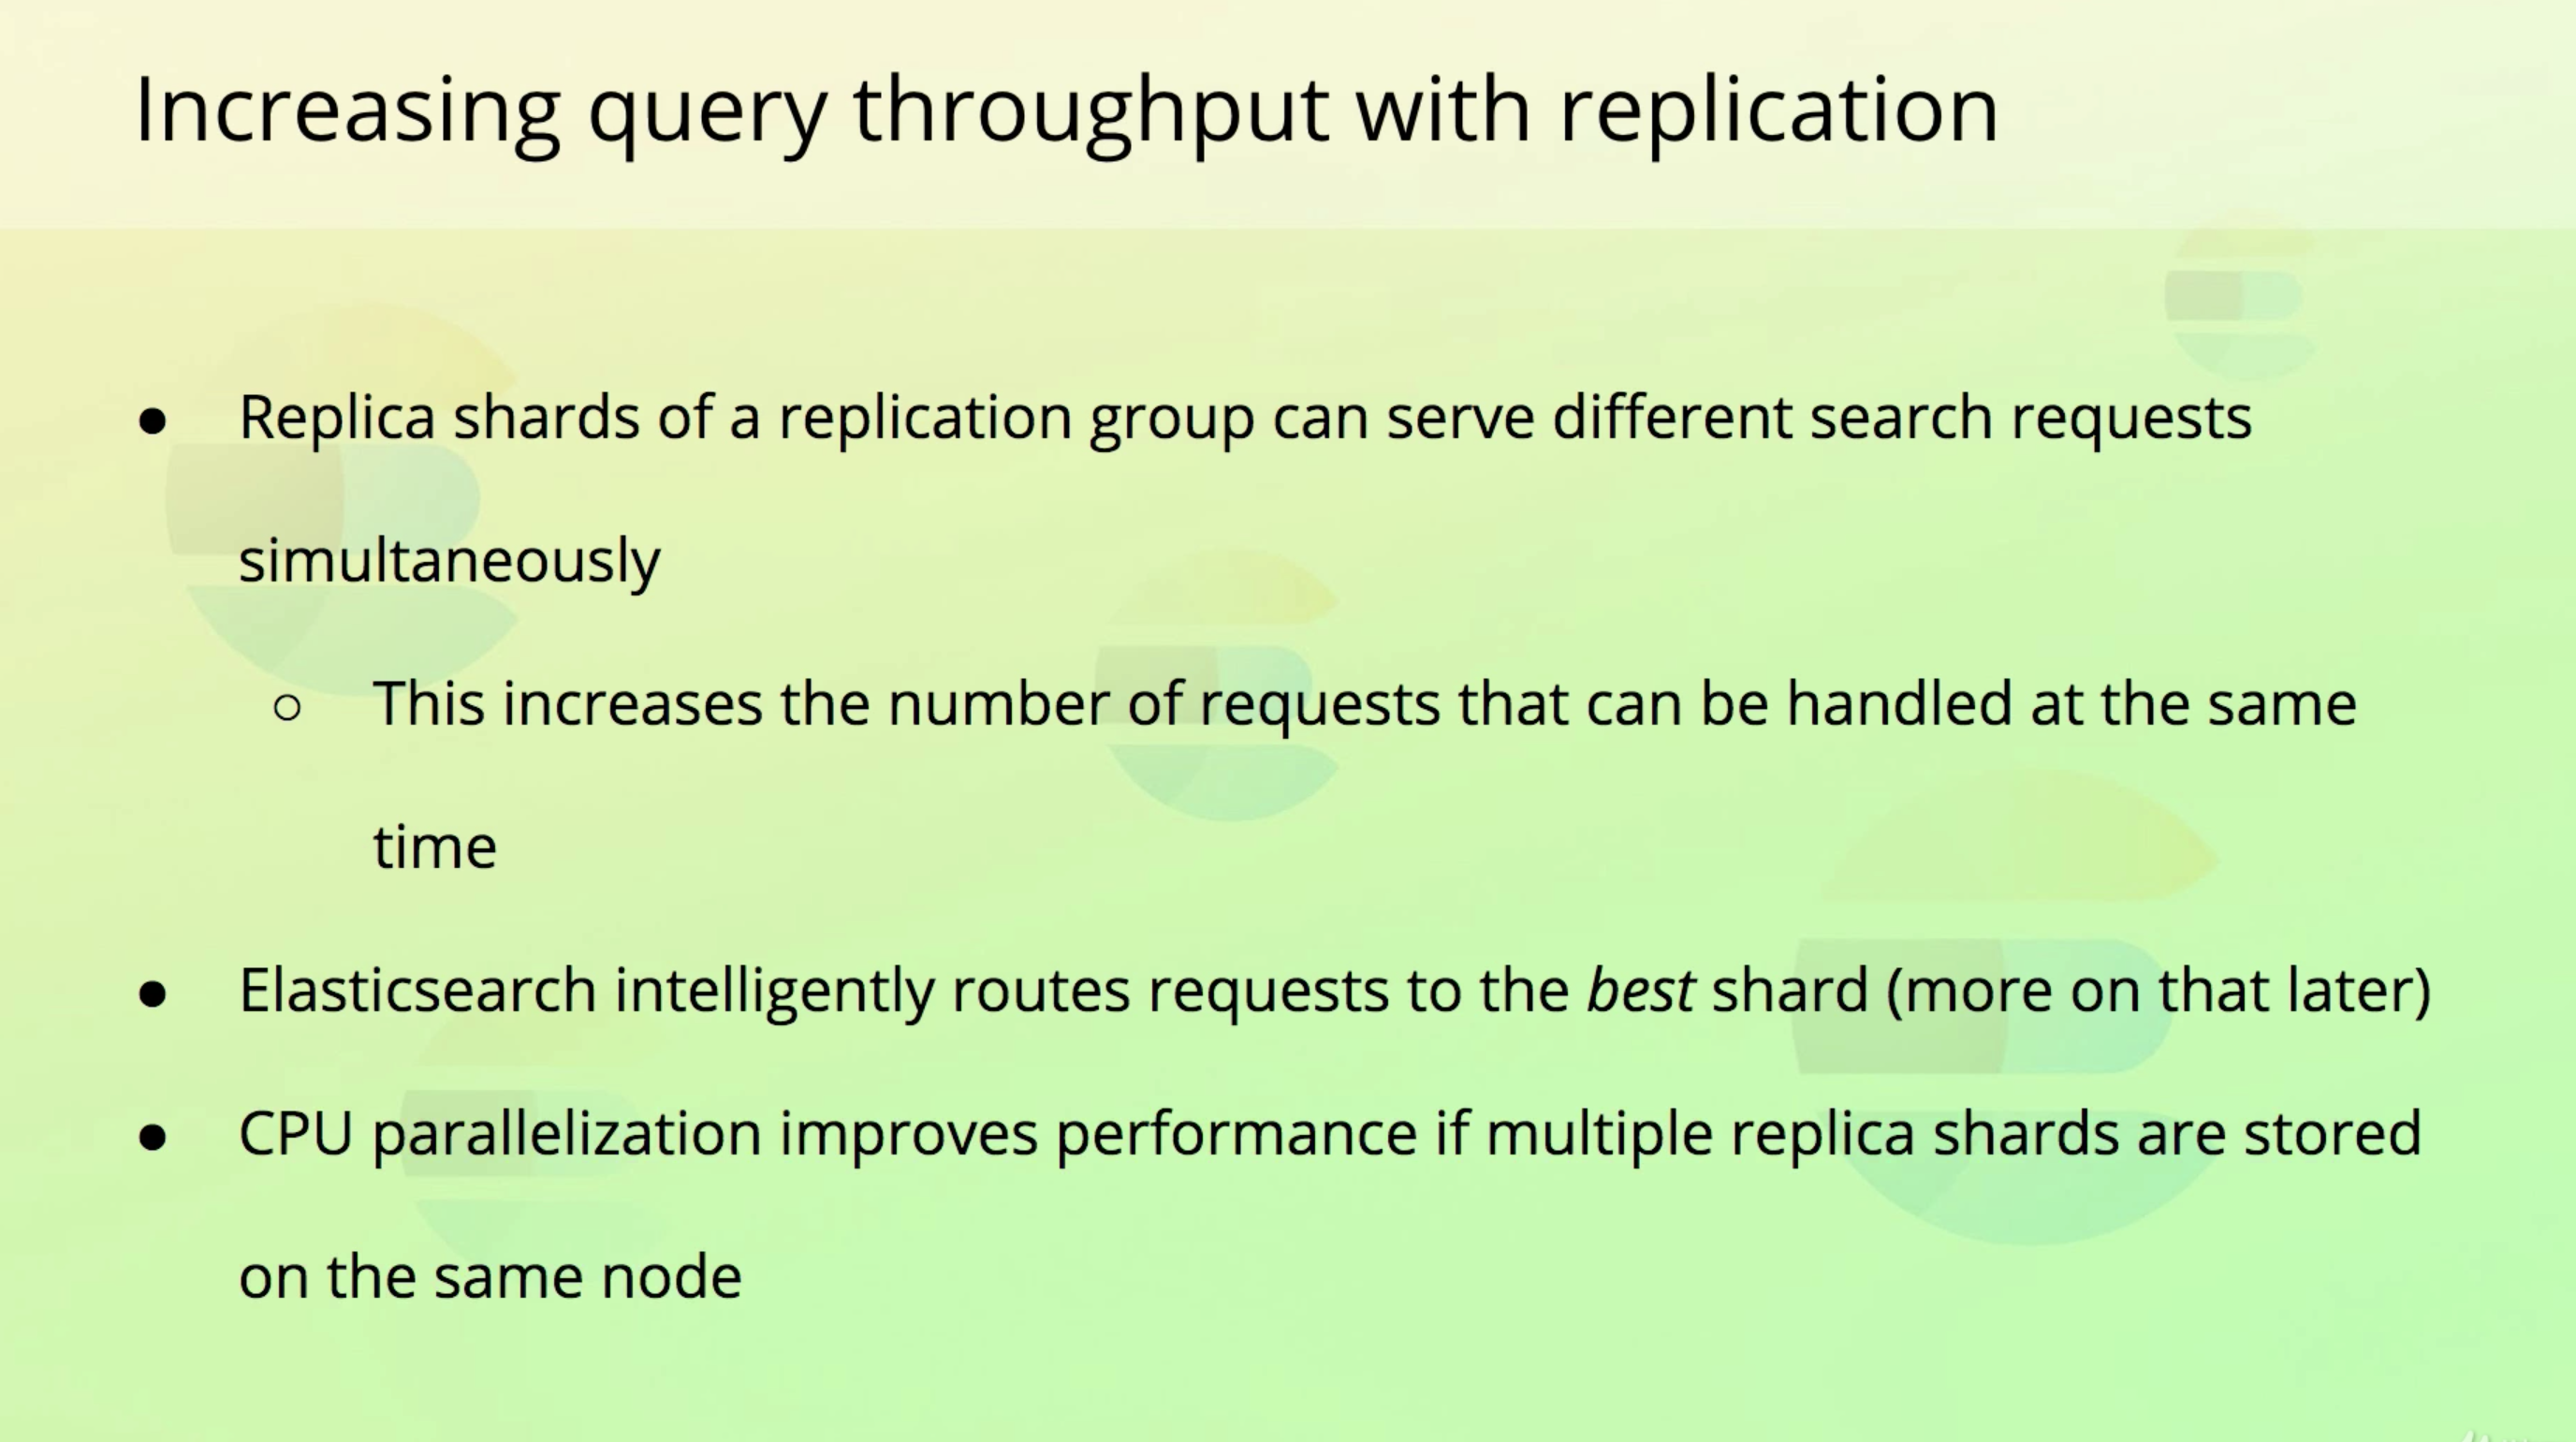 Increasing query throughput with replication
● Replica shards of a replication group can serve different search requests
simultaneously
○ This increases the number of requests that can be handled at the same
time
● Elasticsearch intelligently routes requests to the best shard (more on that later)
● CPU parallelization improves performance if multiple replica shards are stored
on the same node